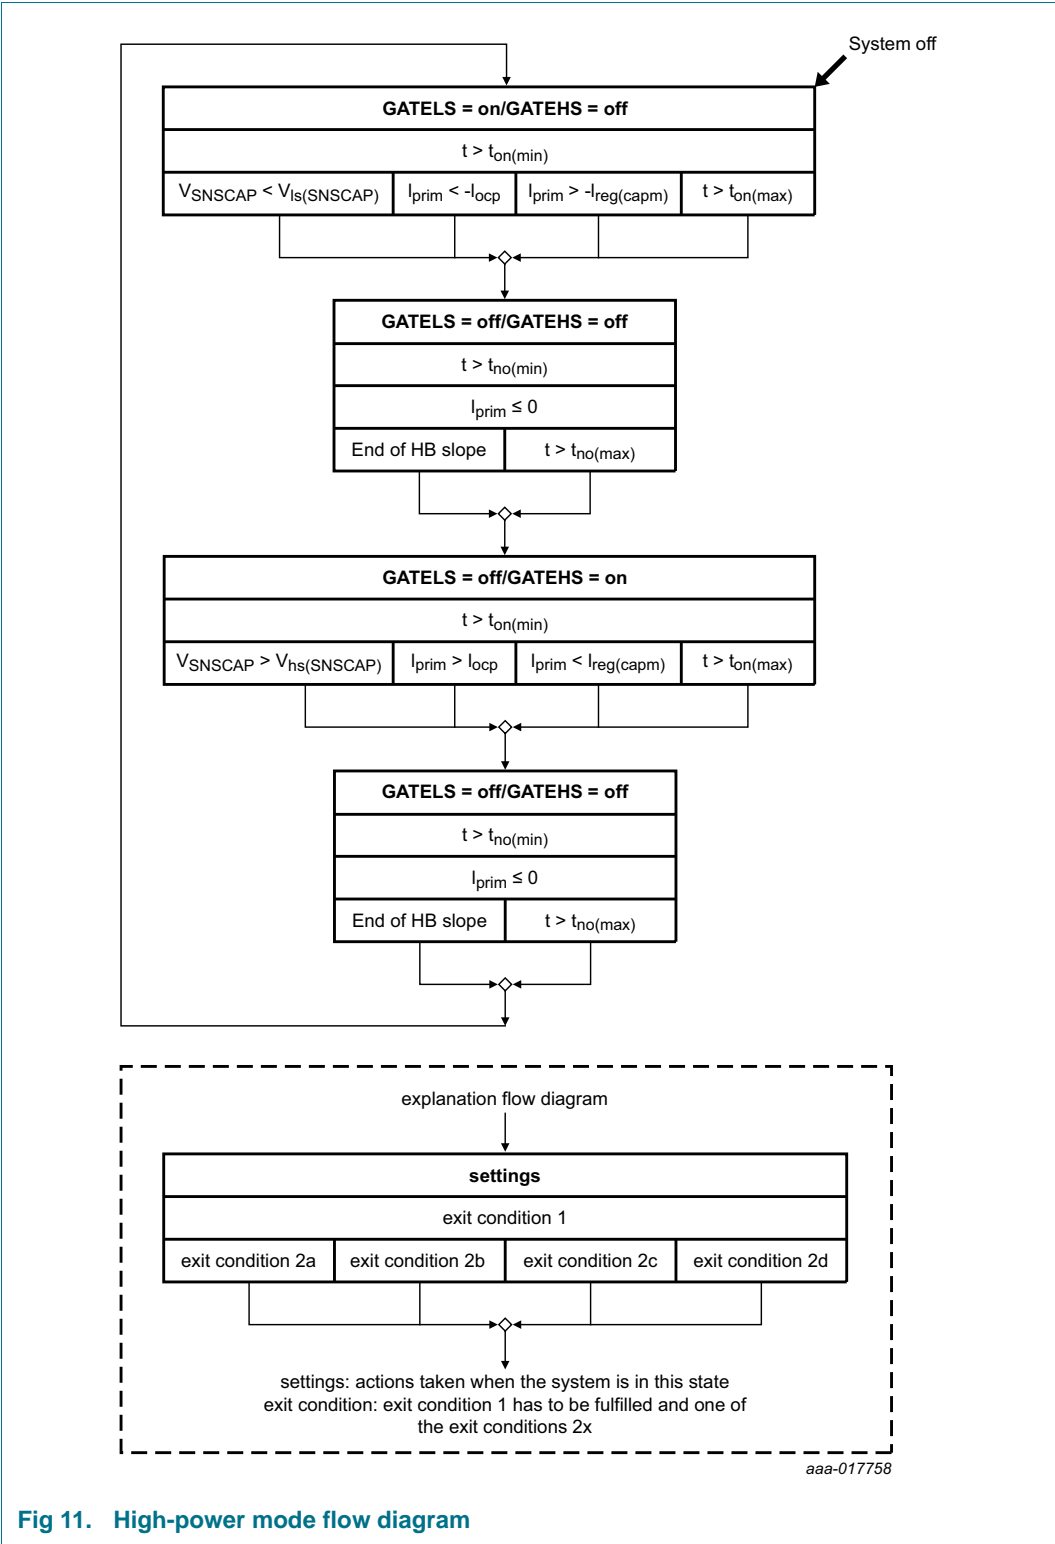 System off
GATELS = on/GATEHS = off
t > ton(min)
VSNSCAP < Vls(SNSCAP)
Iprim < -Iocp
Iprim > -Ireg(capm)
t > ton(max)
GATELS = off/GATEHS = off
t > tno(min)
Iprim ≤ 0
End of HB slope
t > tno(max)
GATELS = off/GATEHS = on
t > ton(min)
VSNSCAP > Vhs(SNSCAP)
Iprim > Iocp
Iprim < Ireg(capm)
t > ton(max)
GATELS = off/GATEHS = off
t > tno(min)
Iprim ≤ 0
End of HB slope
t > tno(max)
explanation flow diagram
settings
exit condition 1
exit condition 2a
exit condition 2b
exit condition 2c
exit condition 2d
settings: actions taken when the system is in this state
exit condition: exit condition 1 has to be fulfilled and one of
the exit conditions 2x
aaa-017758
Fig 11. High-power mode flow diagram